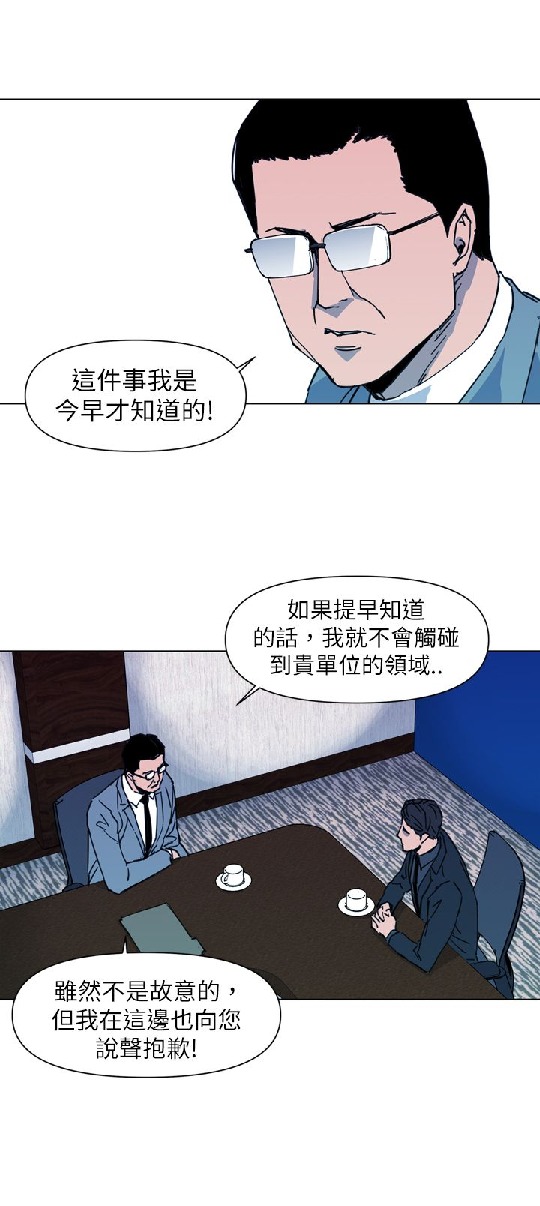 這件事我是
今早才知道的!
如果提早知道
的話，我就不會觸碰
到貴單位的領域..
雖然不是故意的，
但我在這邊也向您
說聲抱歉!